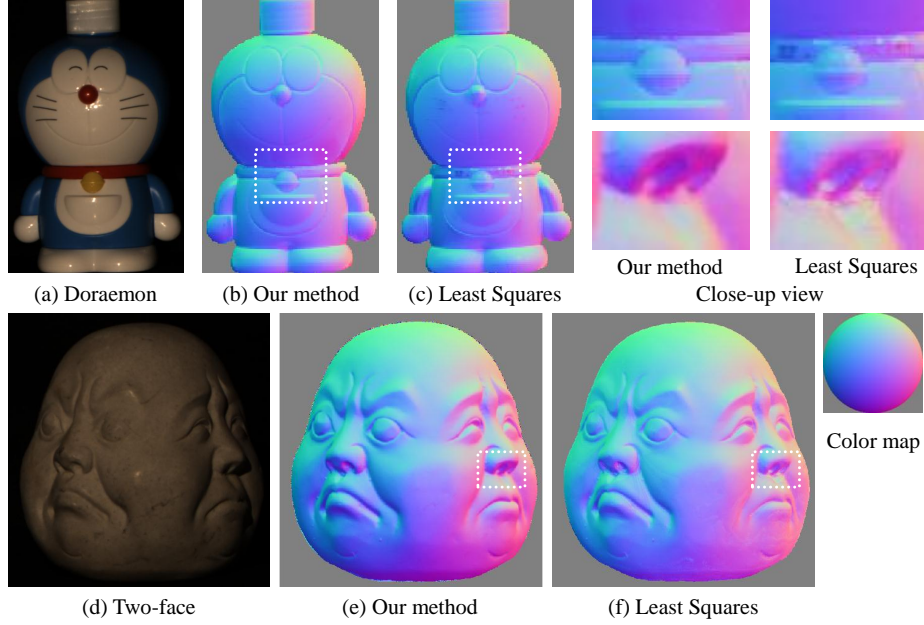 Our method
Least Squares
(a) Doraemon
(b) Our method
(c) Least Squares
Close-up view
Color map
(d) Two-face
(e) Our method
(f) Least Squares